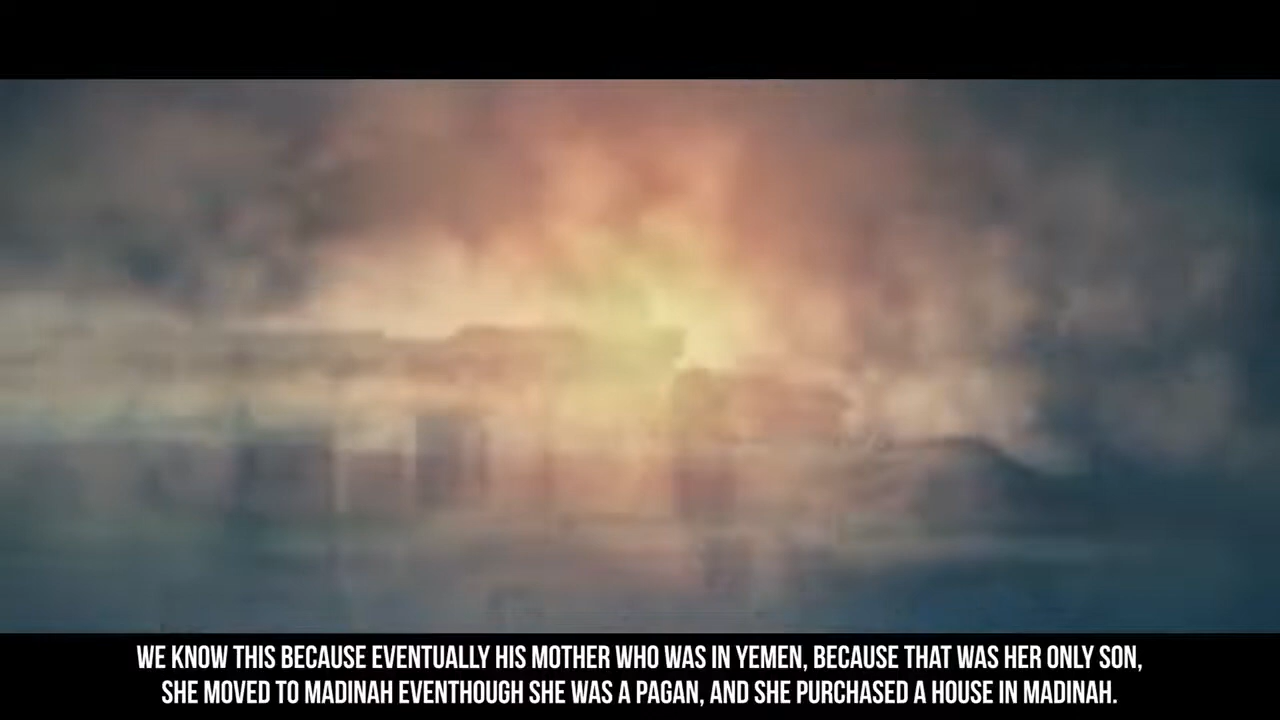 WE KNOW THIS BECAUSE EVENTUALLY HIS MOTHER WHO WAS IN YEMEN, BECAUSE THAT WAS HER ONLY SON,
SHE MOVED TO MADINAH EVENTHOUGH SHE WAS A PAGAN, AND SHE PURCHASED A HOUSE IN MADINAH.